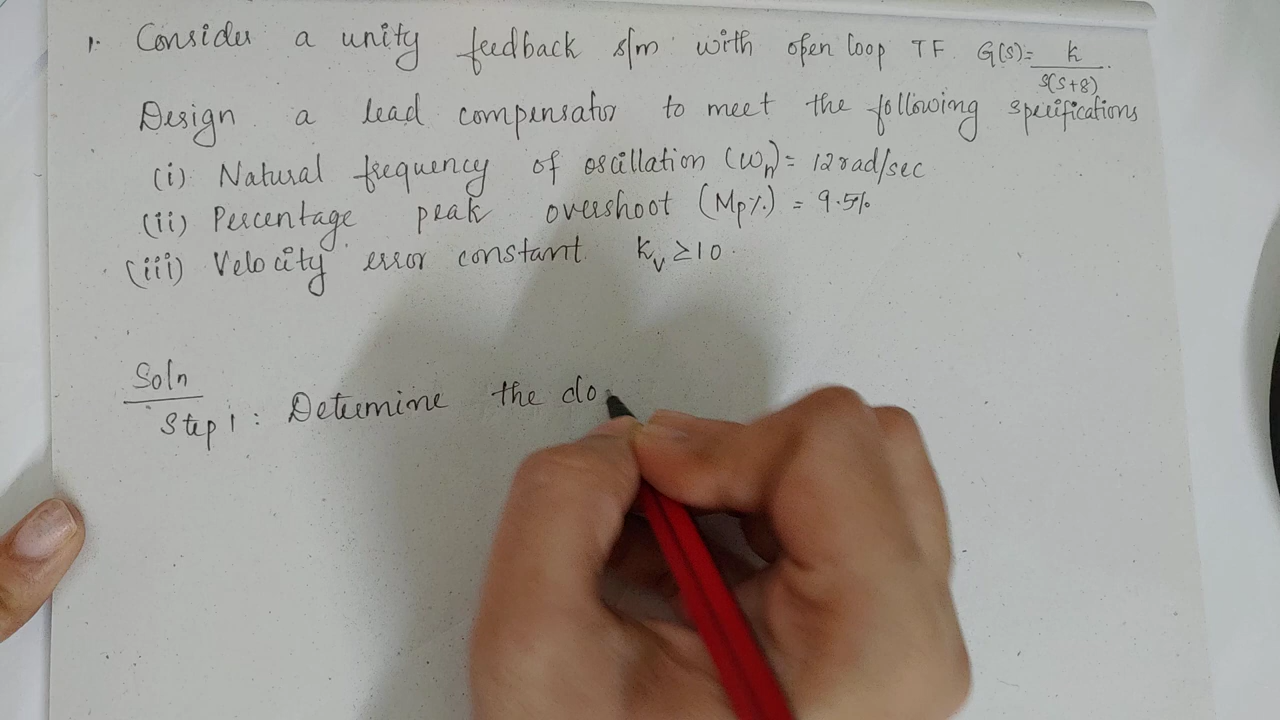 1. Consider a unity feedback s/m with open loop TF G(s)= k/s(s+8).
Design a lead compensator to meet the following specifications
(i) Natural frequency of oscillation (ωn)= 12 rad/sec
(ii) Percentage peak overshoot (Mp%) = 9.5%
(iii) Velocity error constant kv ≥10.
Soln
Step 1: Determine the clo